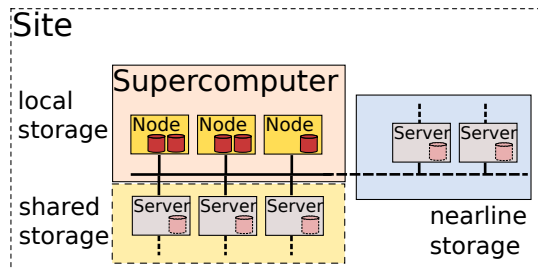 Site
Supercomputer
local
storage
Node Node Node
Server Server
shared
storage
Server Server Server
nearline
storage